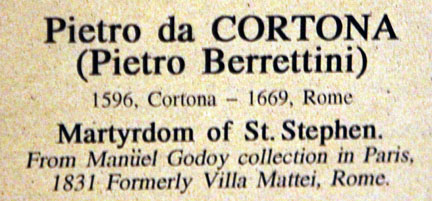 Pietro da CORTONA
(Pietro Berrettini)
1596, Cortona – 1669, Rome
Martyrdom of St. Stephen.
From Manüel Godoy collection in Paris,
1831 Formerly Villa Mattei, Rome.